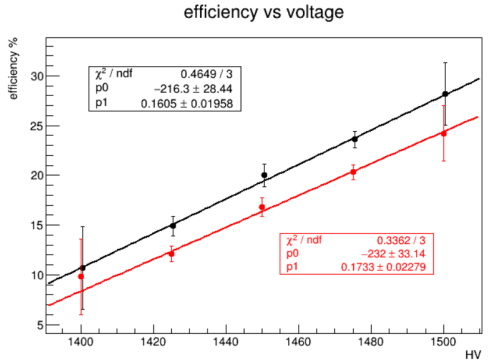 efficiency vs voltage
efficiency %
χ² / ndf 0.4649 / 3
p0 −216.3 ± 28.44
p1 0.1605 ± 0.01958
30
25
20
15
10
5
χ² / ndf 0.3362 / 3
p0 −232 ± 33.14
p1 0.1733 ± 0.02279
1400 1420 1440 1460 1480 1500
HV